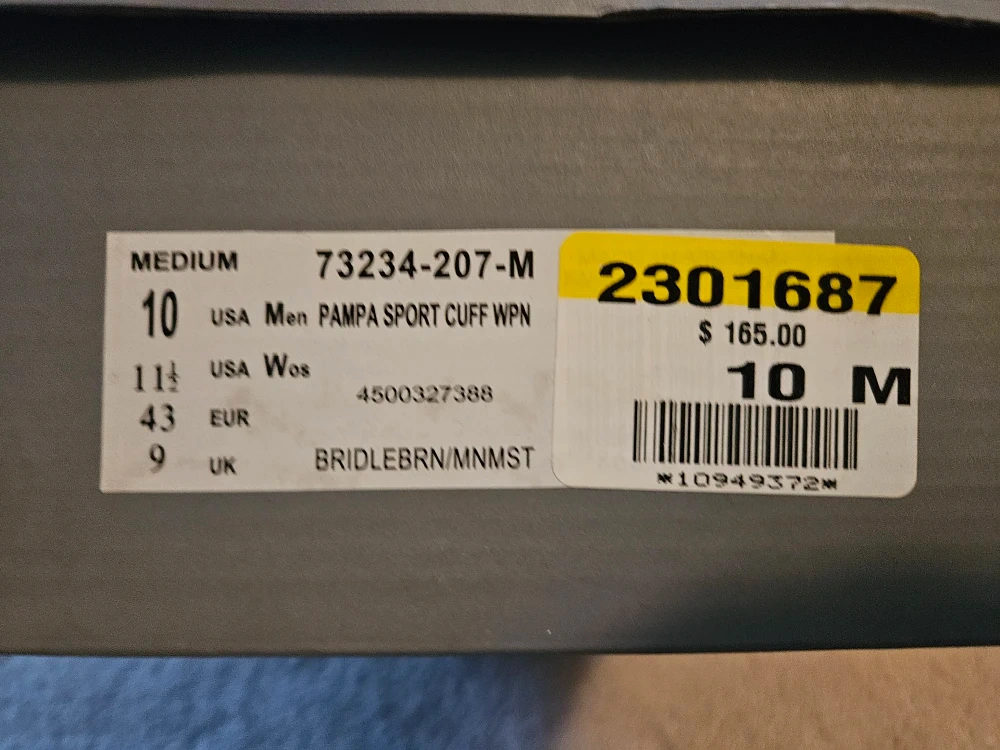 MEDIUM 73234-207-M
10 USA Men PAMPA SPORT CUFF WPN
11½ USA Wos
4500327388
43 EUR
9 UK BRIDLEBRN/MNMST
2301687
$ 165.00
10 M
*10949372*